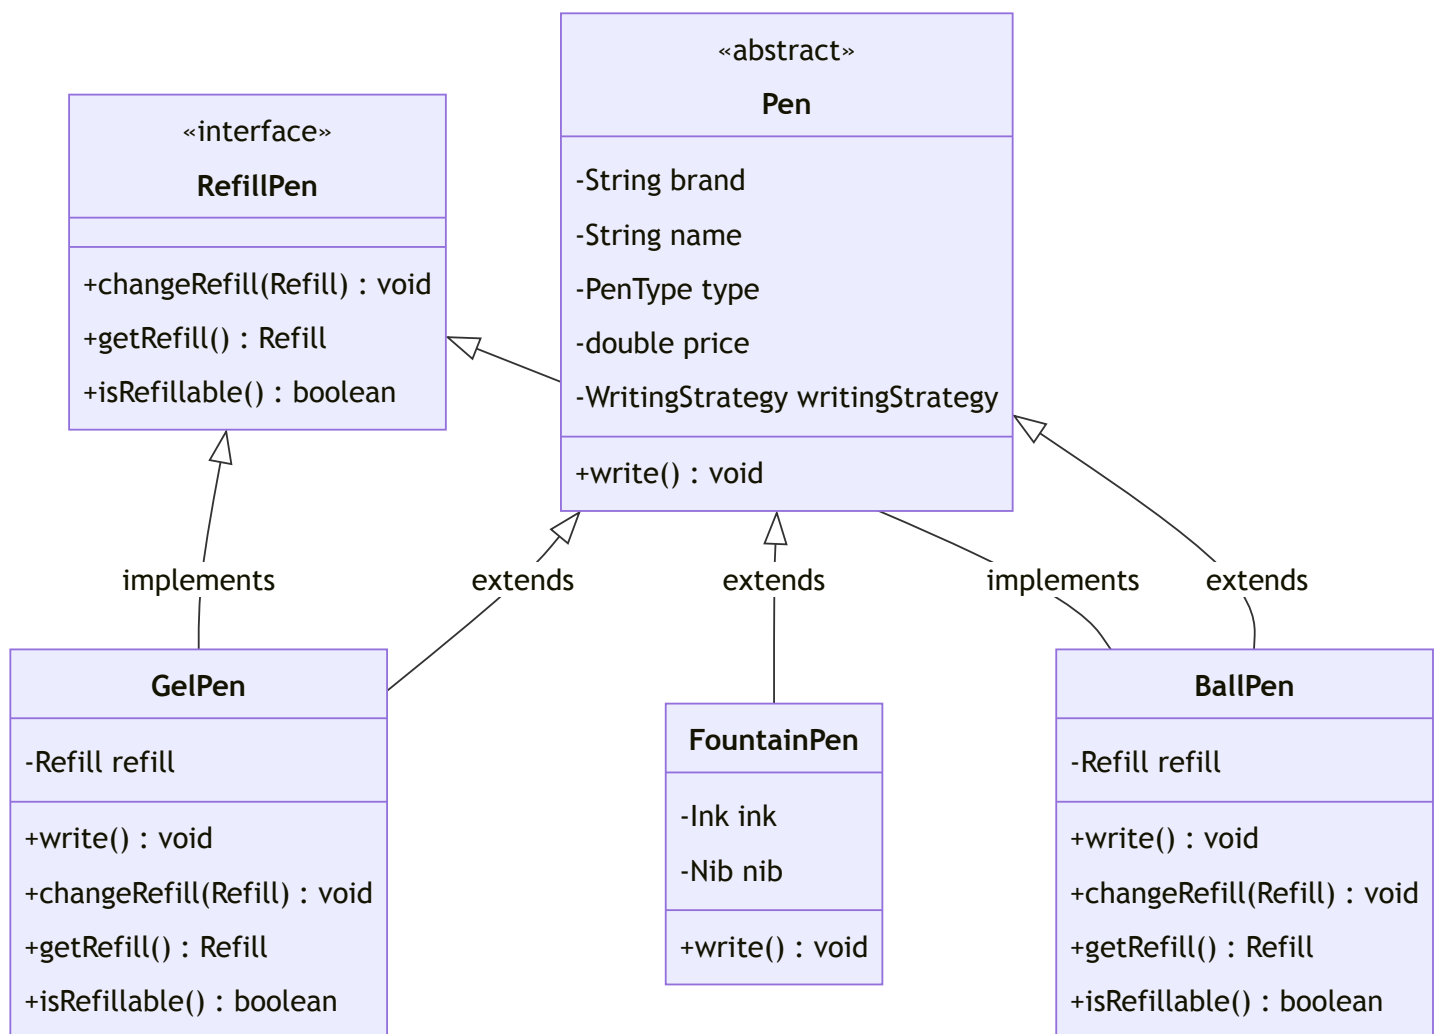 «abstract»
Pen
-String brand
-String name
-PenType type
-double price
-WritingStrategy writingStrategy
+write() : void
«interface»
RefillPen
+changeRefill(Refill) : void
+getRefill() : Refill
+isRefillable() : boolean
implements
extends
extends
implements
extends
GelPen
-Refill refill
+write() : void
+changeRefill(Refill) : void
+getRefill() : Refill
+isRefillable() : boolean
FountainPen
-Ink ink
-Nib nib
+write() : void
BallPen
-Refill refill
+write() : void
+changeRefill(Refill) : void
+getRefill() : Refill
+isRefillable() : boolean